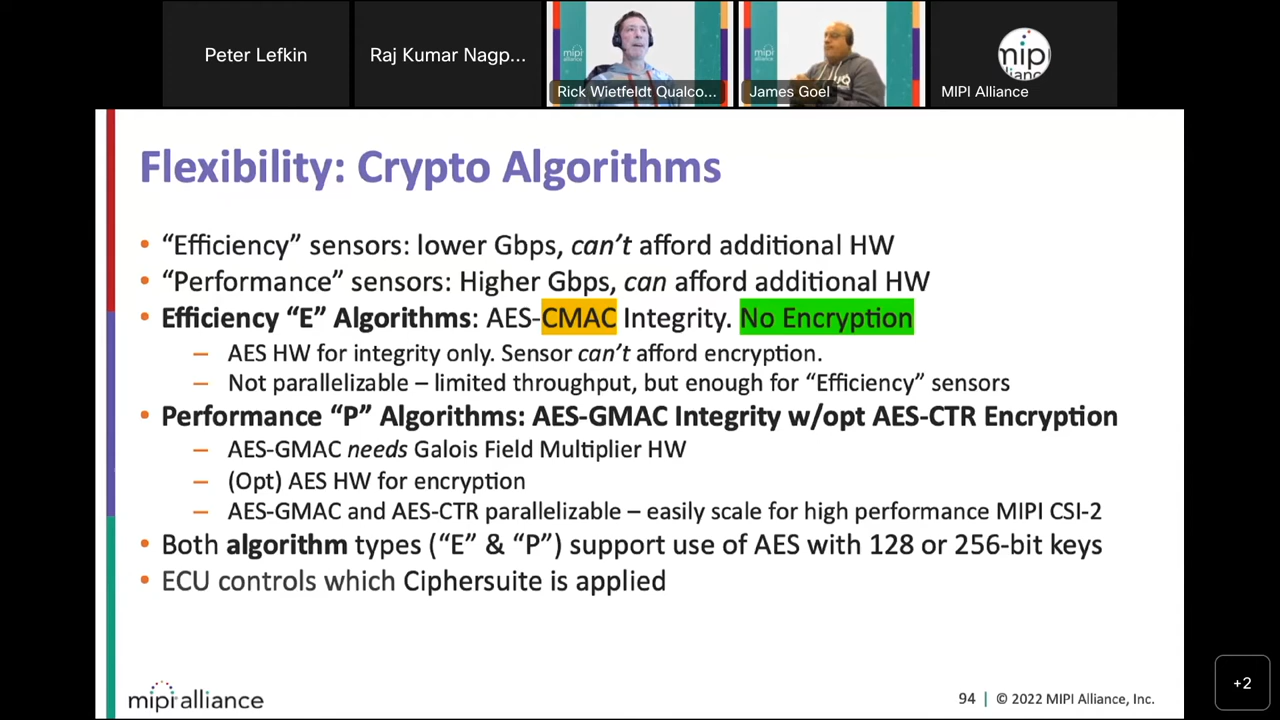 Peter Lefkin
Raj Kumar Nagp...
mipi
alliance
Rick Wietfeldt Qualco...
mipi
alliance
James Goel
mip
lianc
MIPI Alliance
Flexibility: Crypto Algorithms
• “Efficiency” sensors: lower Gbps, can’t afford additional HW
• “Performance” sensors: Higher Gbps, can afford additional HW
• Efficiency “E” Algorithms: AES-CMAC Integrity. No Encryption
– AES HW for integrity only. Sensor can’t afford encryption.
– Not parallelizable – limited throughput, but enough for “Efficiency” sensors
• Performance “P” Algorithms: AES-GMAC Integrity w/opt AES-CTR Encryption
– AES-GMAC needs Galois Field Multiplier HW
– (Opt) AES HW for encryption
– AES-GMAC and AES-CTR parallelizable – easily scale for high performance MIPI CSI-2
• Both algorithm types (“E” & “P”) support use of AES with 128 or 256-bit keys
• ECU controls which Ciphersuite is applied
mipi alliance
94 | © 2022 MIPI Alliance, Inc.
+2